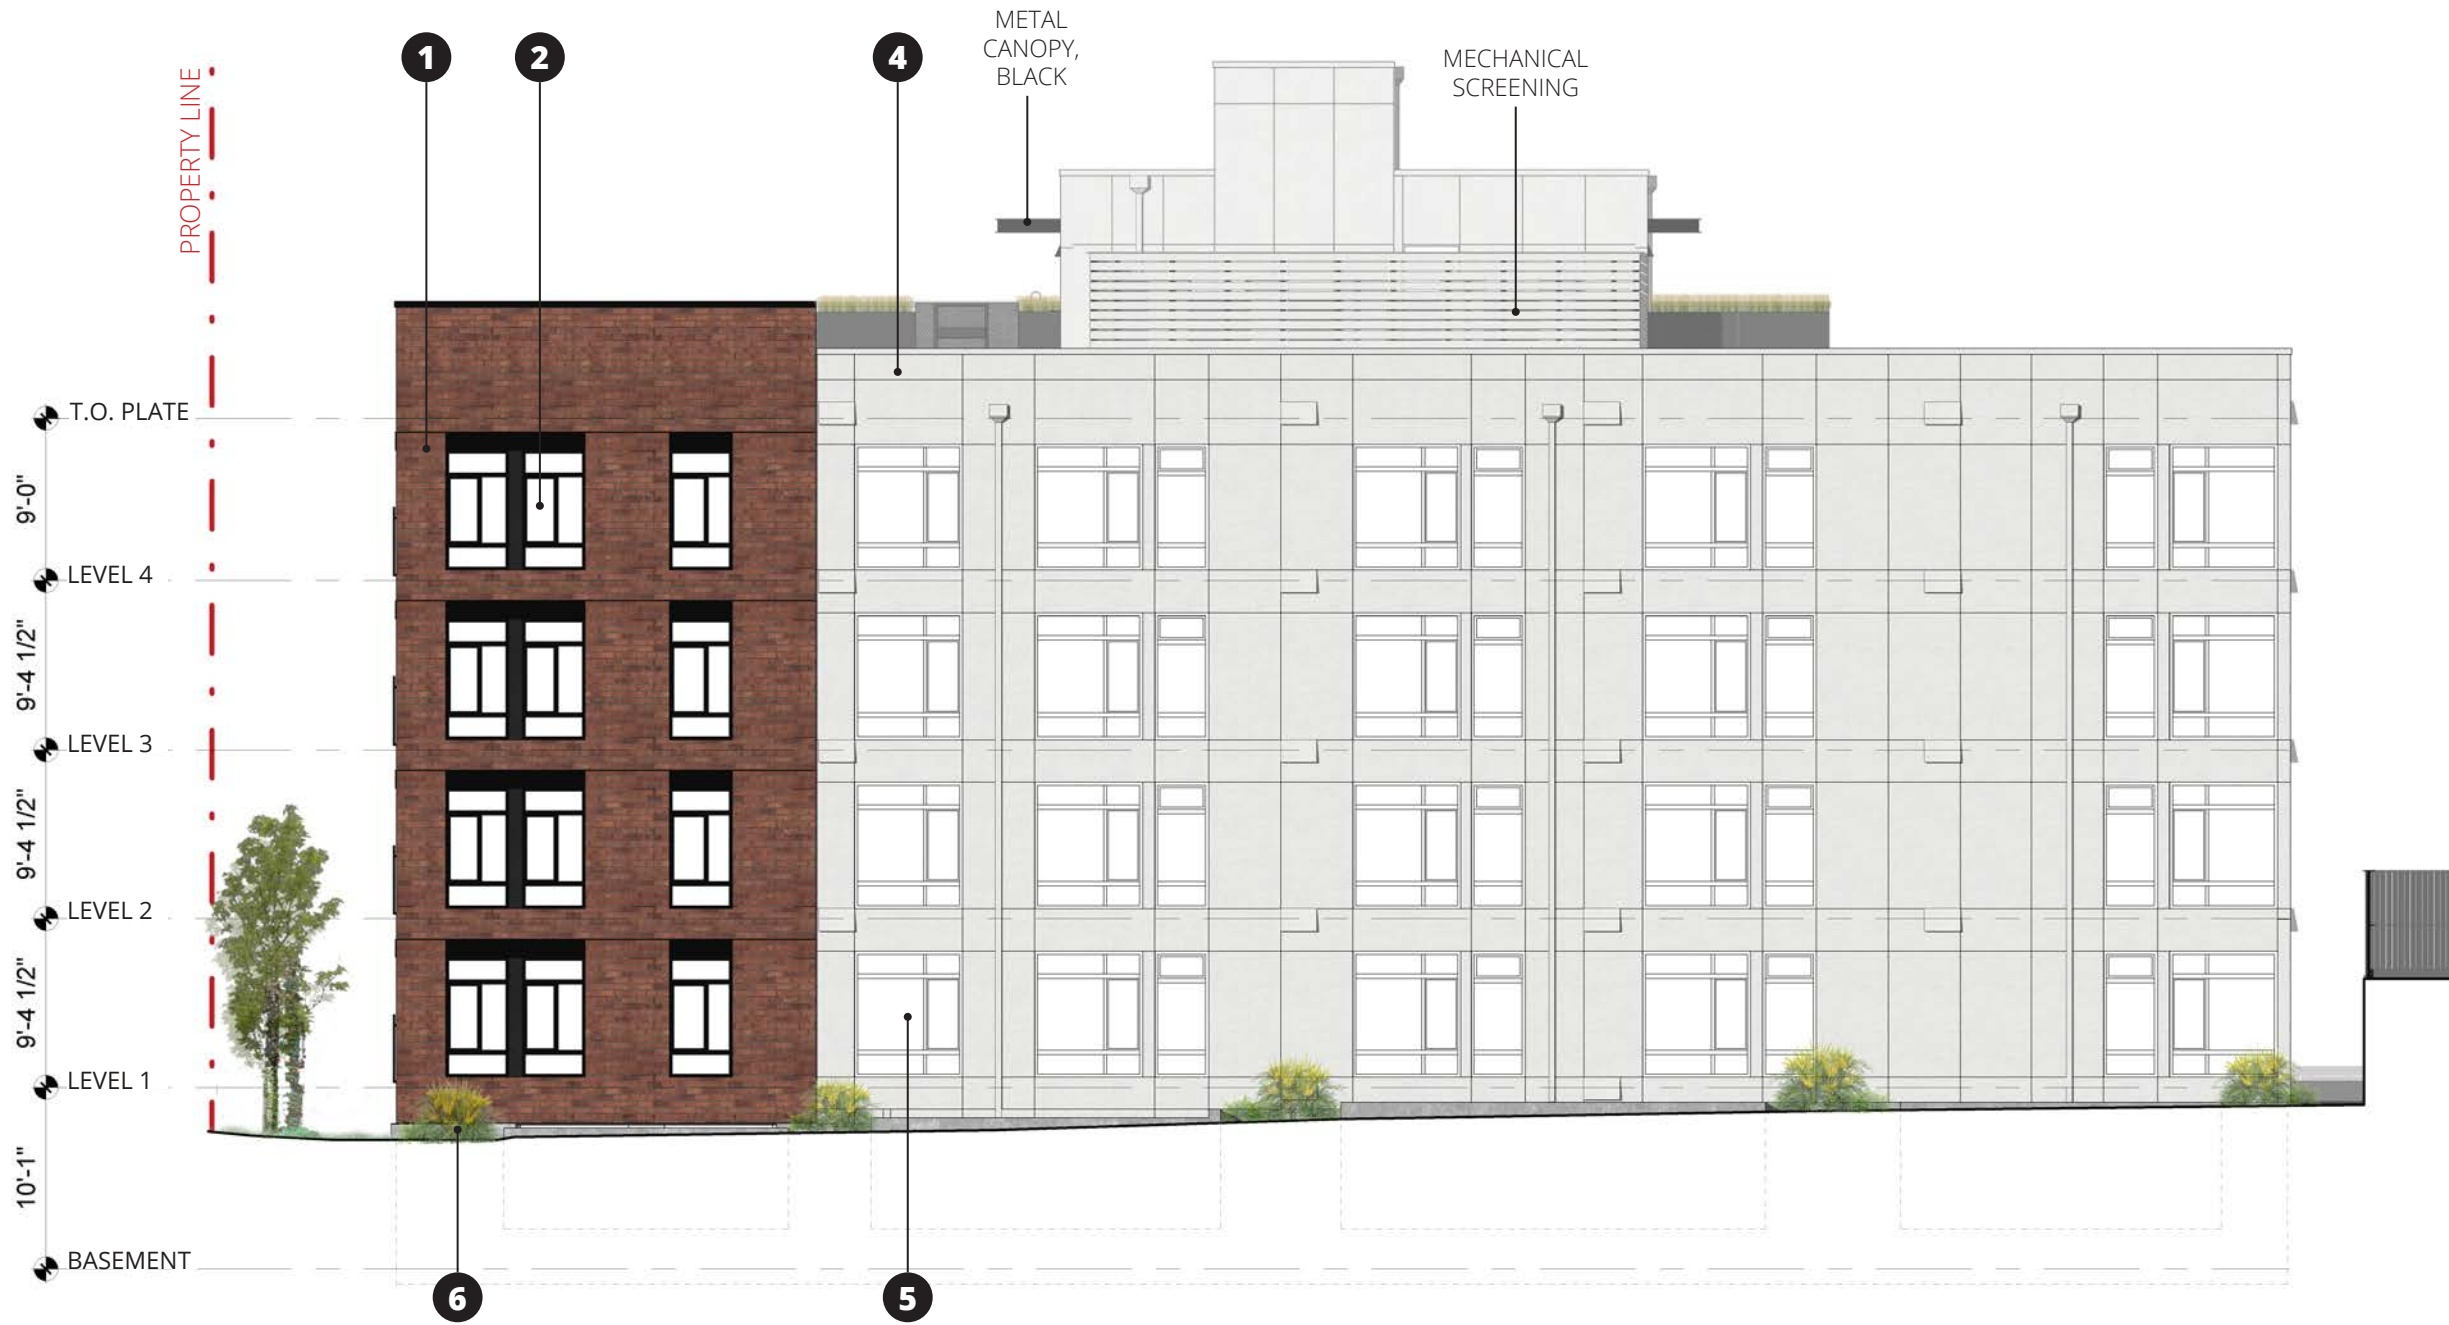 1
2
4
METAL
CANOPY,
BLACK
MECHANICAL
SCREENING
PROPERTY LINE
T.O. PLATE
9'-0"
LEVEL 4
9'-4 1/2"
LEVEL 3
9'-4 1/2"
LEVEL 2
9'-4 1/2"
LEVEL 1
10'-1"
BASEMENT
6
5